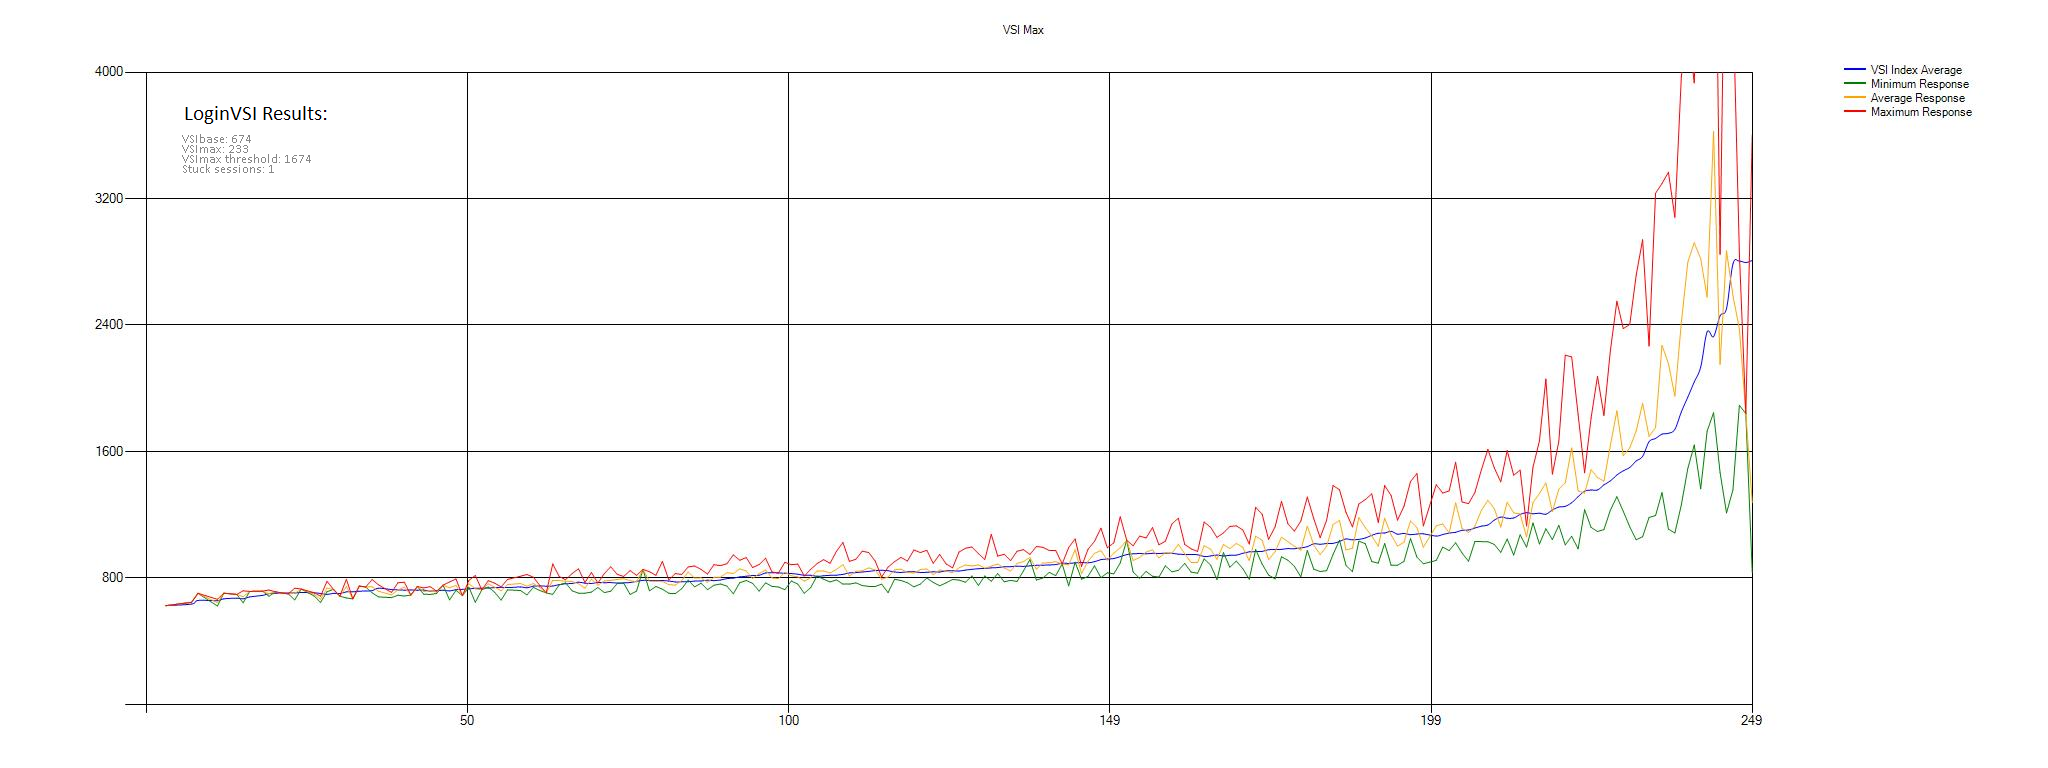 VSI Max
4000
3200
2400
1600
800
LoginVSI Results:
VSIbase: 674
VSImax: 233
VSImax threshold: 1674
Stuck sessions: 1
VSI Index Average
Minimum Response
Average Response
Maximum Response
50
100
149
199
249